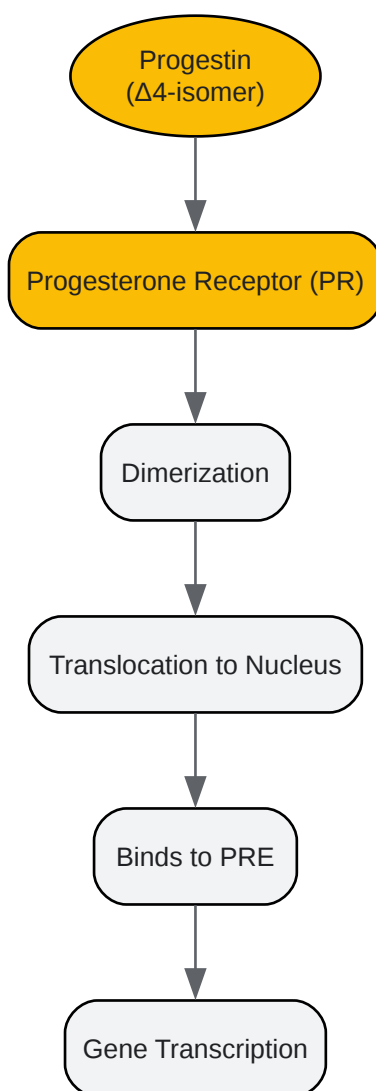 Progestin
(Δ4-isomer)
Progesterone Receptor (PR)
Dimerization
Translocation to Nucleus
Binds to PRE
Gene Transcription